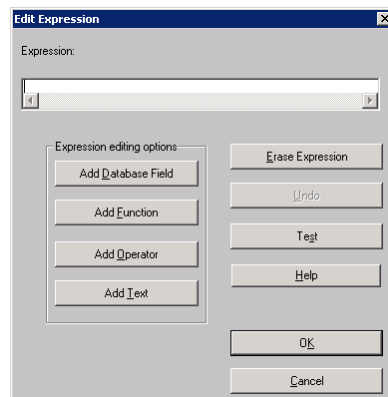 Edit Expression
Expression:
Expression editing options
Add Database Field
Add Function
Add Operator
Add Text
Erase Expression
Undo
Test
Help
OK
Cancel